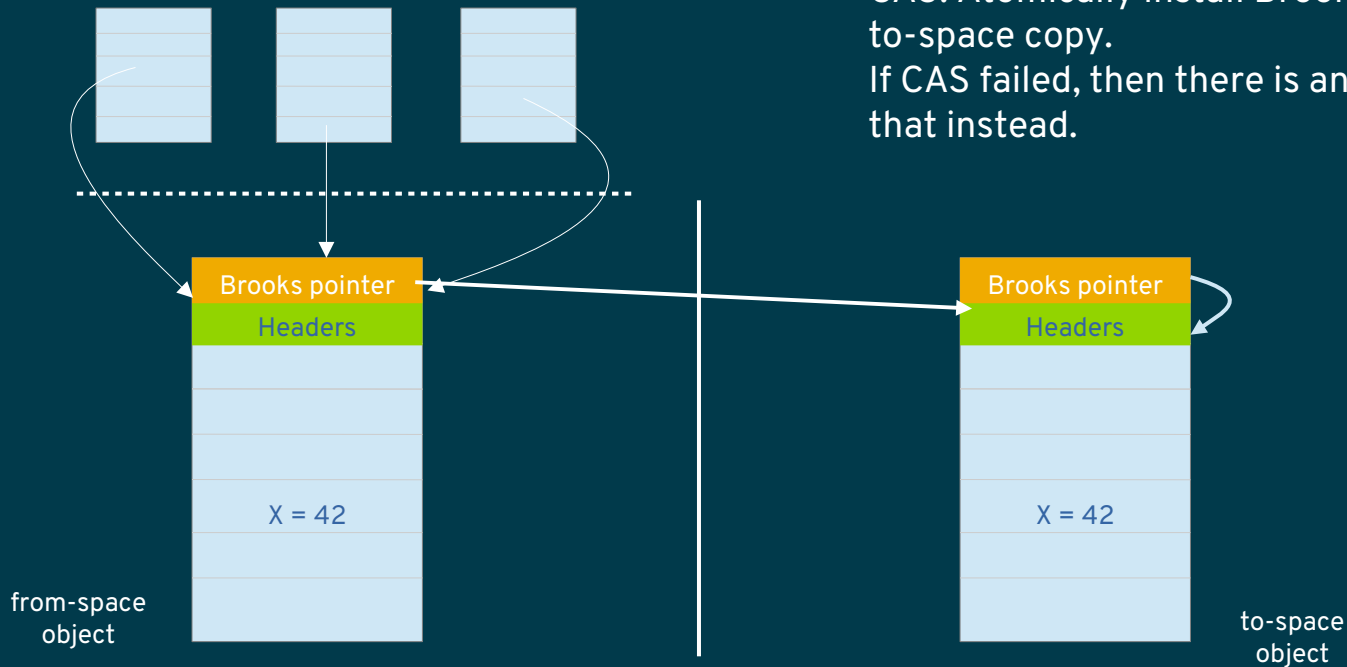 to-space copy.
If CAS failed, then there is an
that instead.
Brooks pointer
Headers
X = 42
from-space
object
Brooks pointer
Headers
X = 42
to-space
object